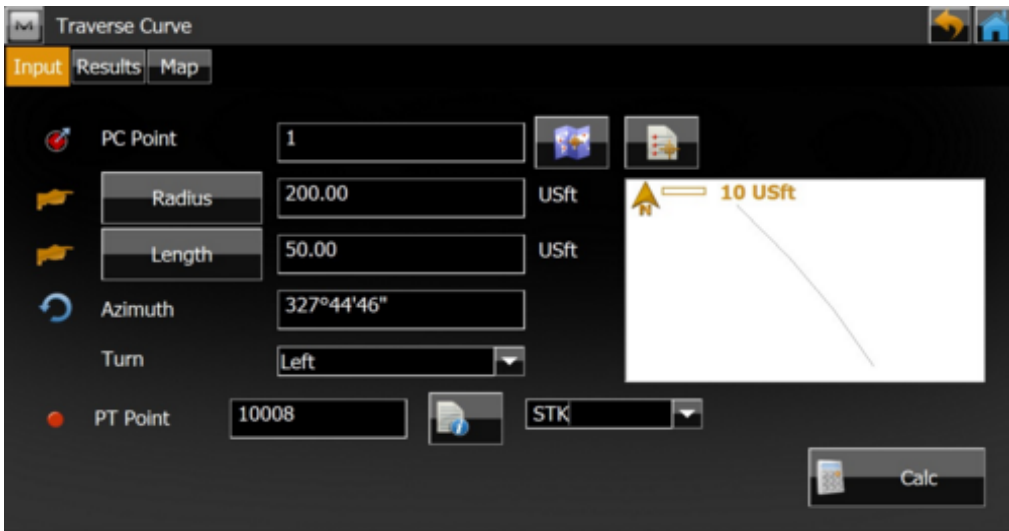 Traverse Curve
Input Results Map
PC Point 1
Radius 200.00 USft
Length 50.00 USft
Azimuth 327°44'46"
Turn Left
PT Point 10008 STK
N 10 USft
Calc